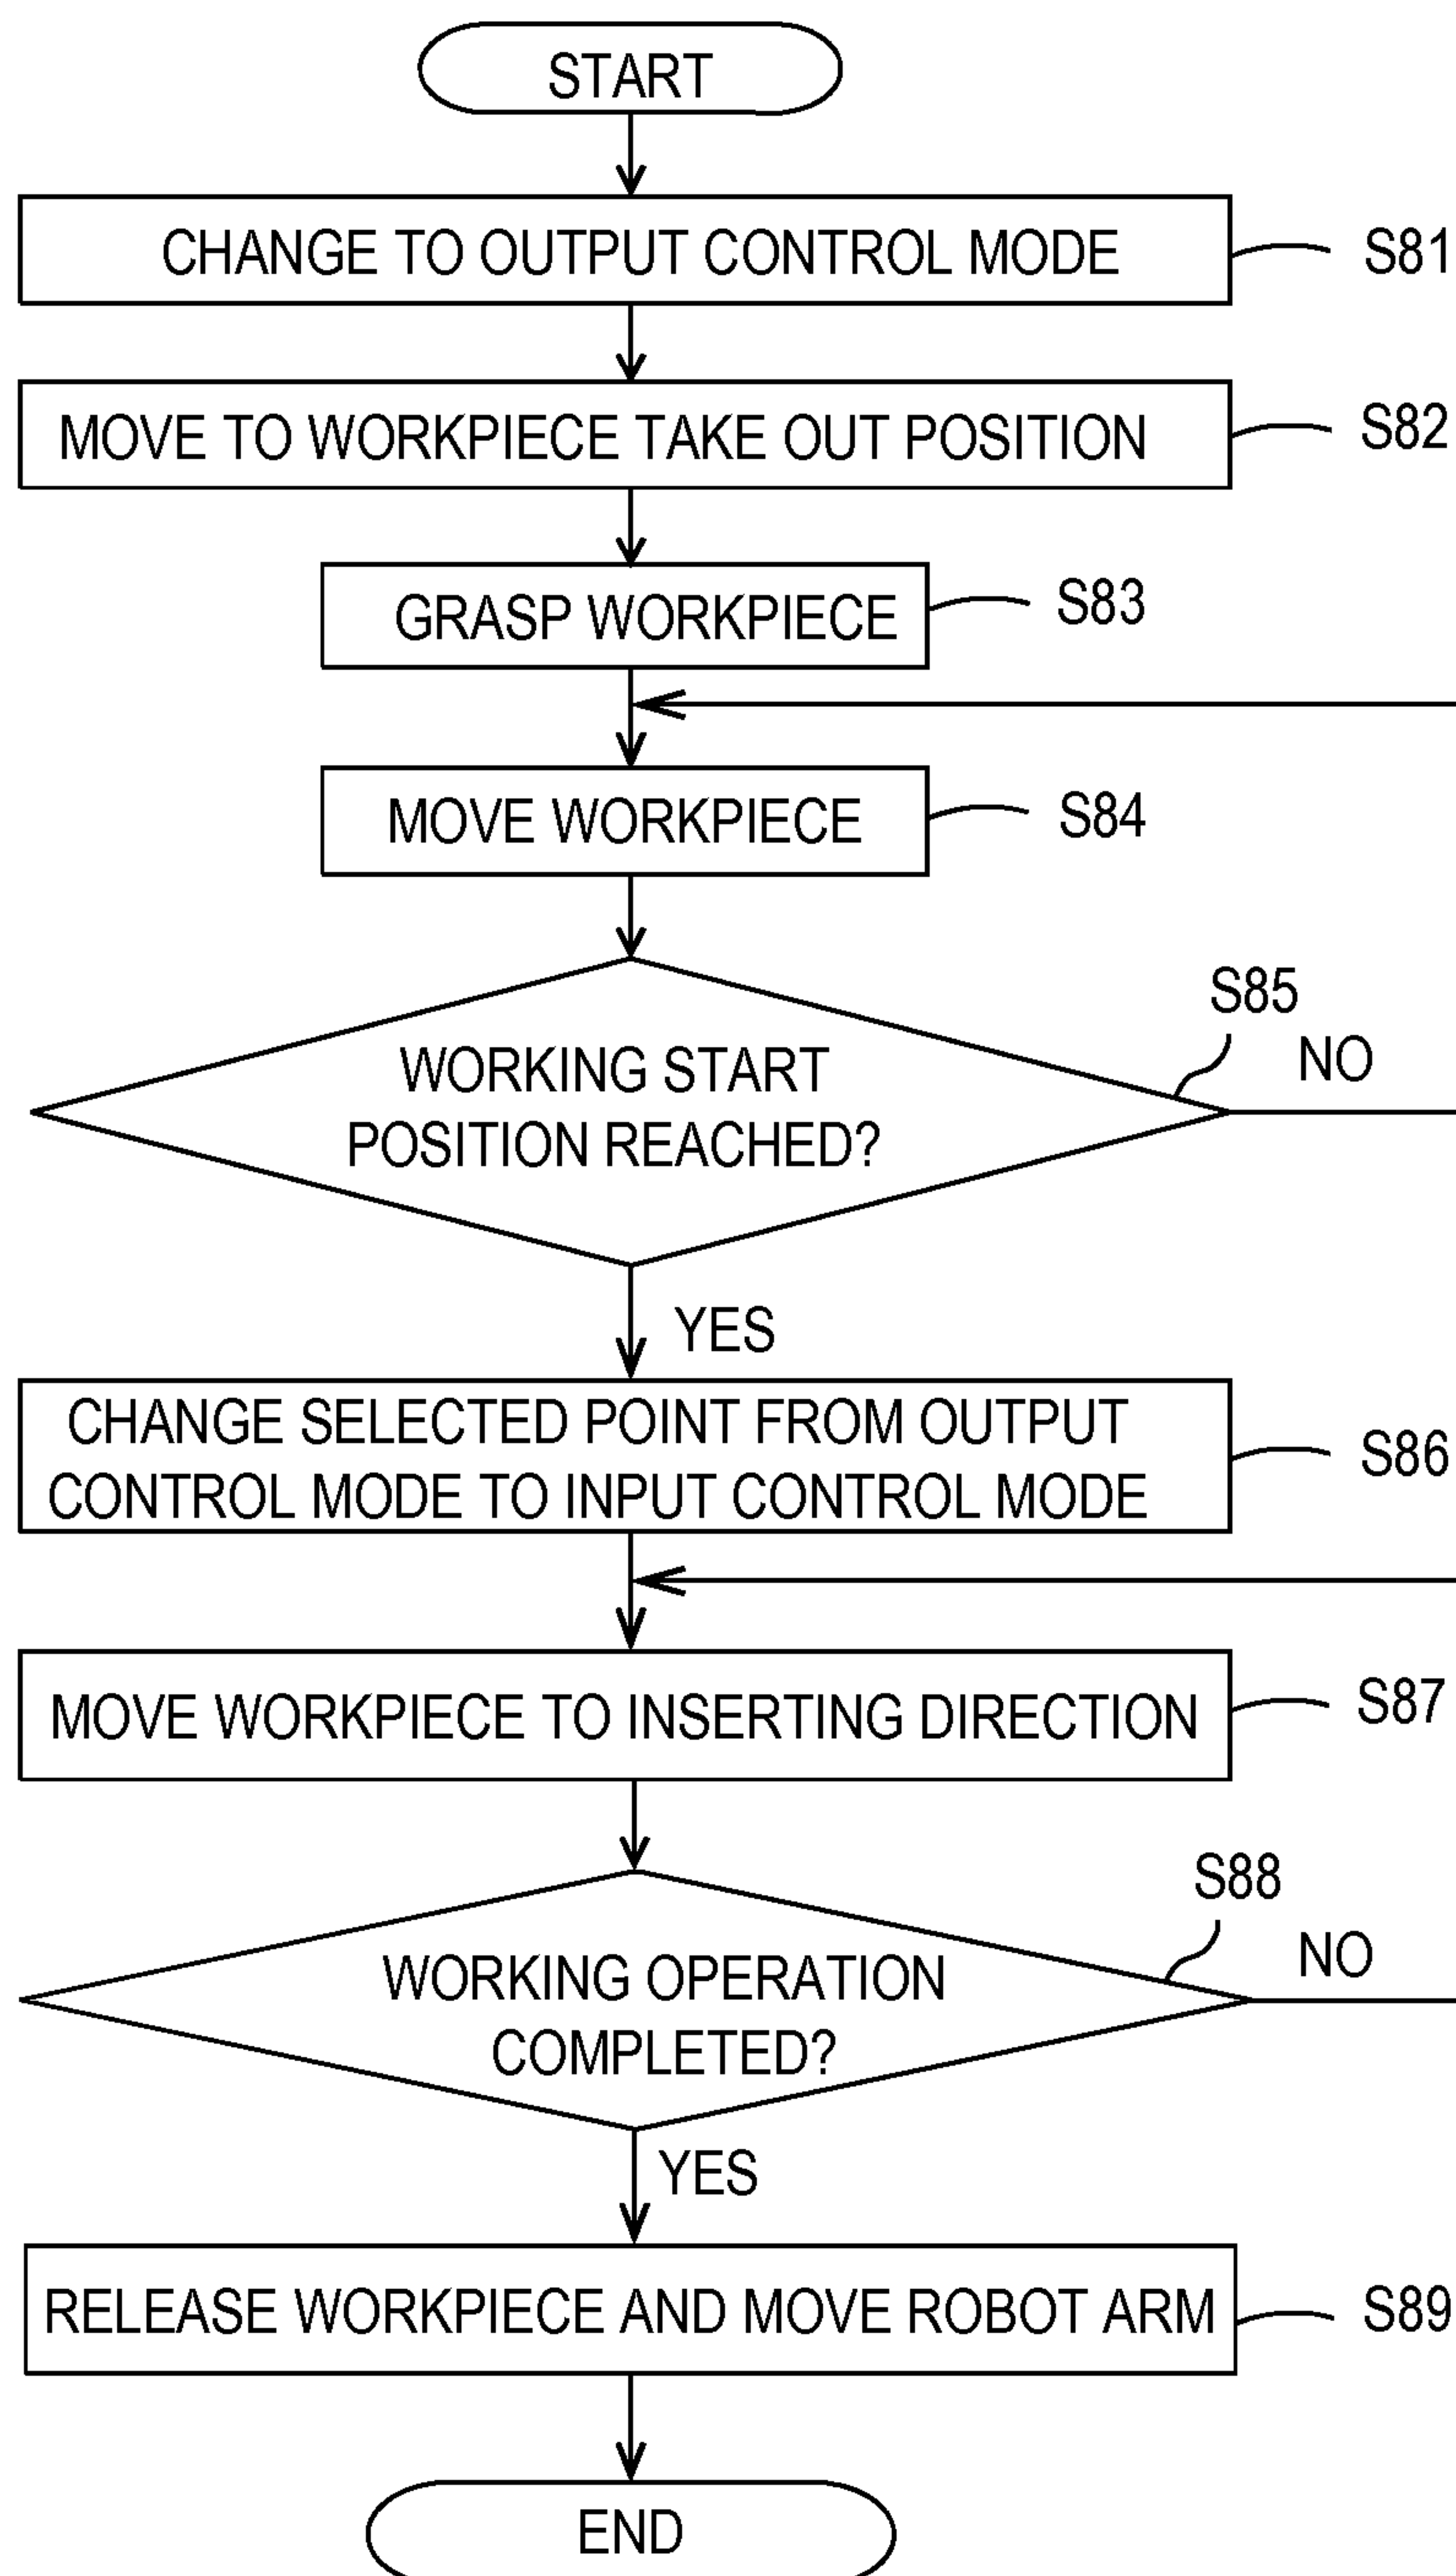 START
CHANGE TO OUTPUT CONTROL MODE
S81
MOVE TO WORKPIECE TAKE OUT POSITION
S82
GRASP WORKPIECE
S83
MOVE WORKPIECE
S84
S85
NO
WORKING START
POSITION REACHED?
YES
CHANGE SELECTED POINT FROM OUTPUT
CONTROL MODE TO INPUT CONTROL MODE
S86
MOVE WORKPIECE TO INSERTING DIRECTION
S87
S88
NO
WORKING OPERATION
COMPLETED?
YES
RELEASE WORKPIECE AND MOVE ROBOT ARM
S89
END